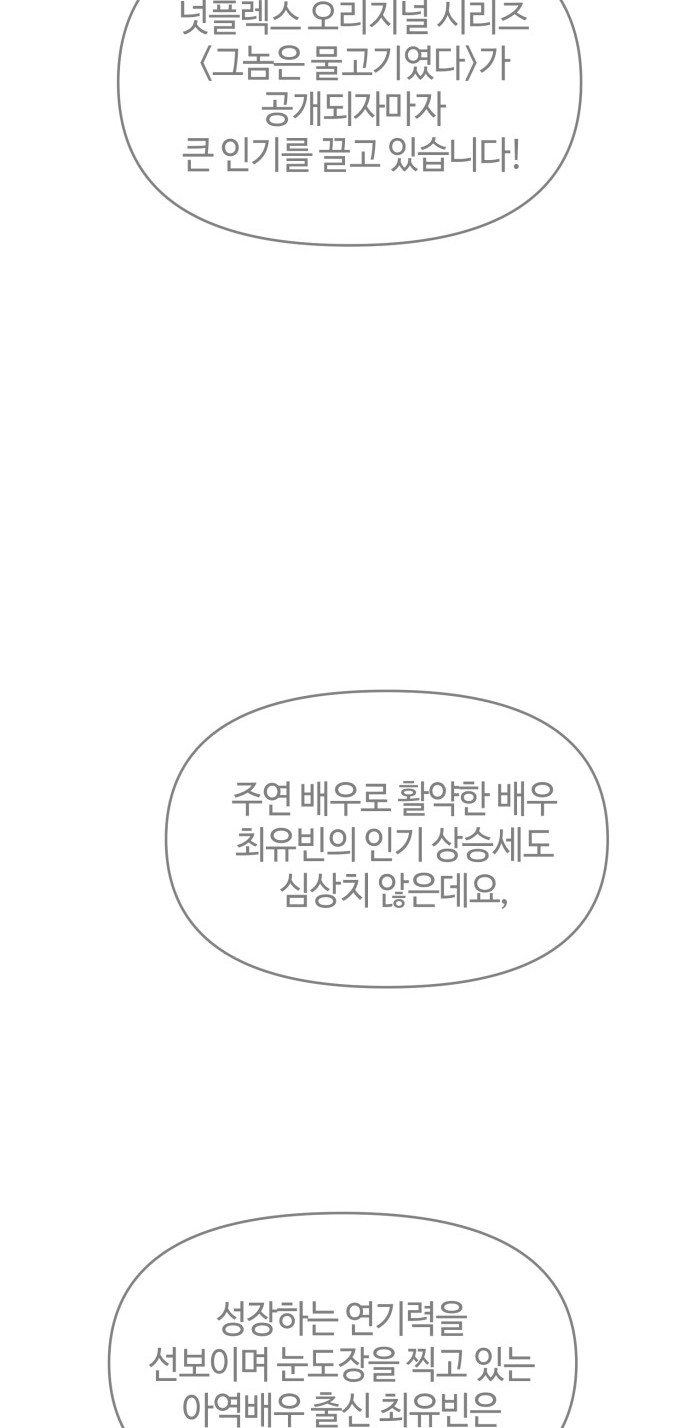 넛플렉스 오리지널 시리즈
〈그놈은 물고기였다〉가
공개되자마자
큰 인기를 끌고 있습니다!
주연 배우로 활약한 배우
최유빈의 인기 상승세도
심상치 않은데요,
성장하는 연기력을
선보이며 눈도장을 찍고 있는
아역배우 출신 최유빈은